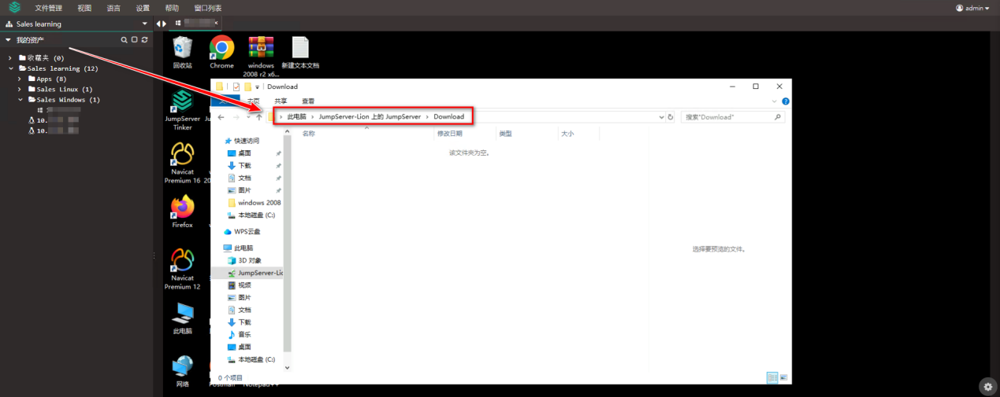 文件管理 视图 语言 设置 帮助 窗口列表 admin
Sales learning
我的资产
收藏夹 (0)
Sales learning (12)
Apps (8)
Sales Linux (1)
Sales Windows (1)
10.
10.
回收站 Chrome windows 2008 r2 x6... 新建文本文档
JumpServer Tinker
Navicat Premium 16
Firefox
Navicat Premium 12
此电脑
网络
Postman Notepad++
Download
主页 共享 查看
此电脑 JumpServer-Lion 上的 JumpServer Download
搜索"Download"
名称 修改日期 类型 大小
该文件夹为空。
选择要预览的文件。
快速访问
桌面
下载
文档
图片
windows 2008
本地磁盘 (C:)
WPS云盘
此电脑
3D 对象
JumpServer-Lio
视频
图片
文档
下载
音乐
桌面
本地磁盘 (C:)
0 个项目